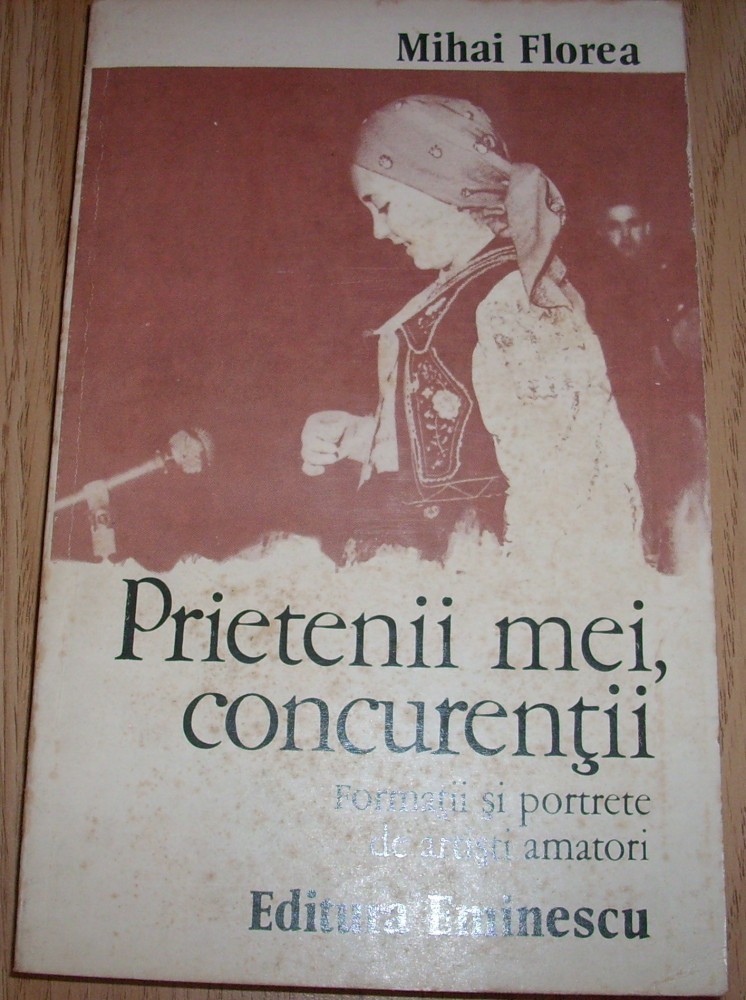 Mihai Florea
Prietenii mei,
concurenţii
Formaţii şi portrete
de artişti amatori
Editura Eminescu